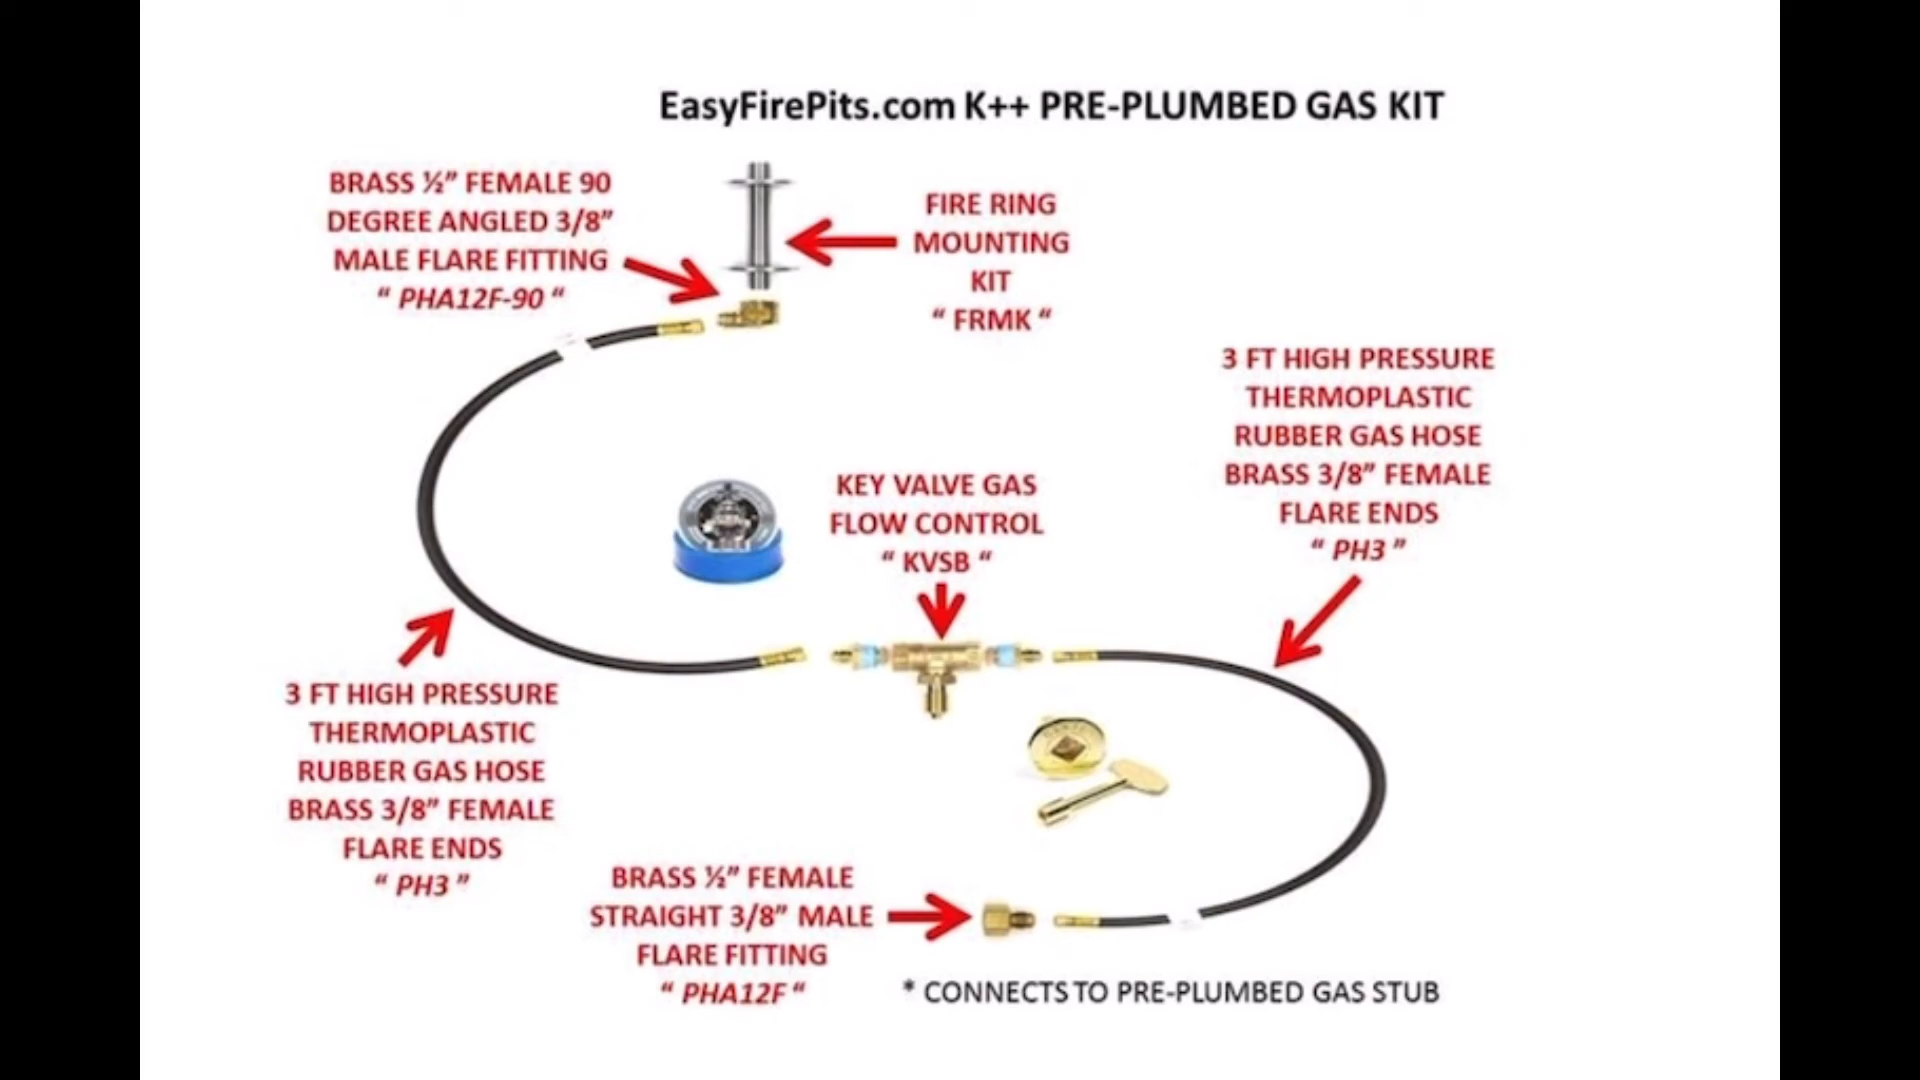 EasyFirePits.com K++ PRE-PLUMBED GAS KIT
BRASS ½” FEMALE 90
DEGREE ANGLED 3/8”
MALE FLARE FITTING
“ PHA12F-90 “
FIRE RING
MOUNTING
KIT
“ FRMK “
3 FT HIGH PRESSURE
THERMOPLASTIC
RUBBER GAS HOSE
BRASS 3/8” FEMALE
FLARE ENDS
“ PH3 ”
KEY VALVE GAS
FLOW CONTROL
“ KVSB “
3 FT HIGH PRESSURE
THERMOPLASTIC
RUBBER GAS HOSE
BRASS 3/8” FEMALE
FLARE ENDS
“ PH3 ”
BRASS ½” FEMALE
STRAIGHT 3/8” MALE
FLARE FITTING
“ PHA12F “
* CONNECTS TO PRE-PLUMBED GAS STUB